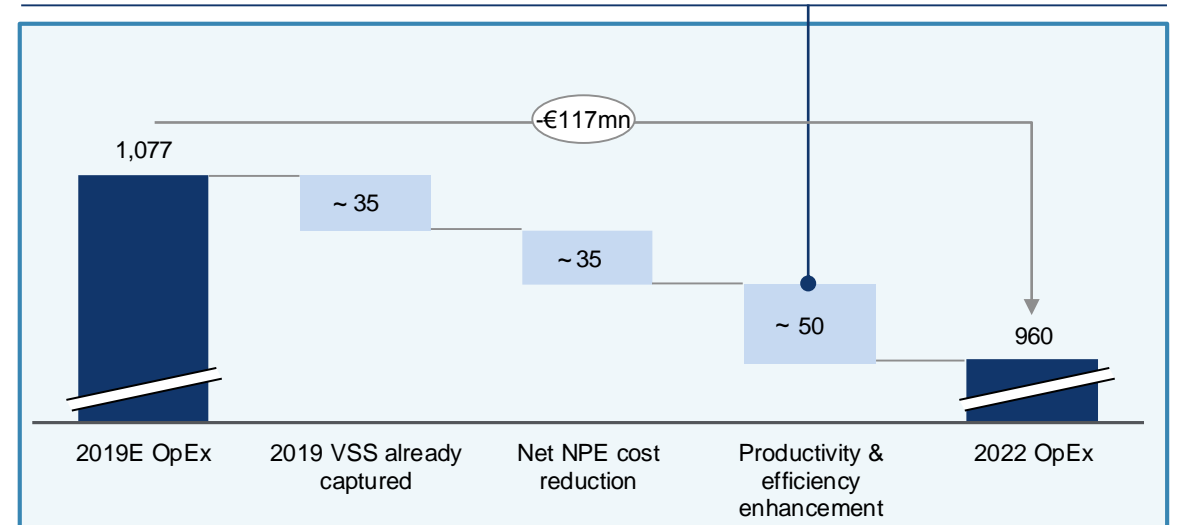 -€117mn
1,077
~ 35
~ 35
~ 50
960
2019E OpEx
2019 VSS already
captured
Net NPE cost
reduction
Productivity &
efficiency
enhancement
2022 OpEx